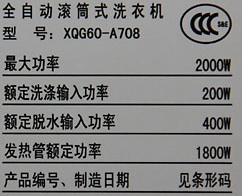 全自动滚筒式洗衣机
型 号：XQG60-A708
CCC S&E
最大功率 2000W
额定洗涤输入功率 200W
额定脱水输入功率 400W
发热管额定功率 1800W
产品编号、制造日期 见条形码